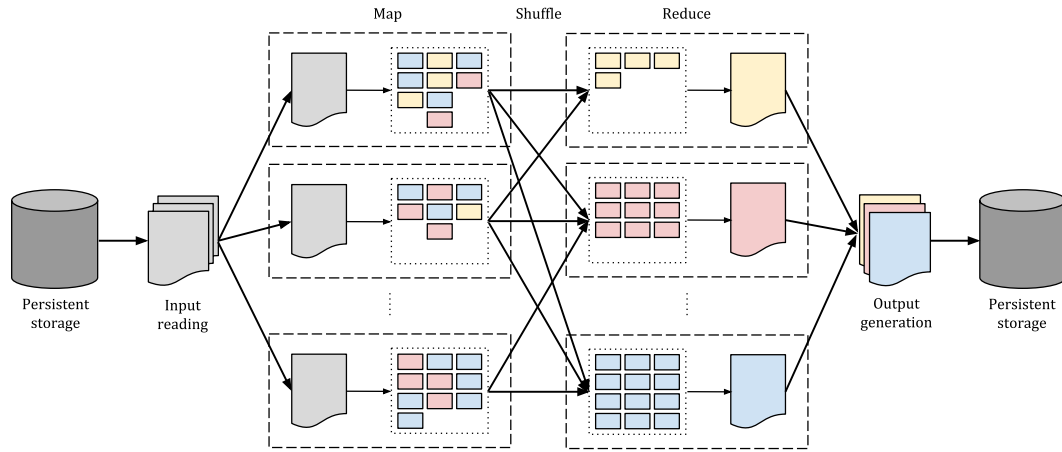 Map
Shuffle
Reduce
Persistent
storage
Input
reading
Output
generation
Persistent
storage